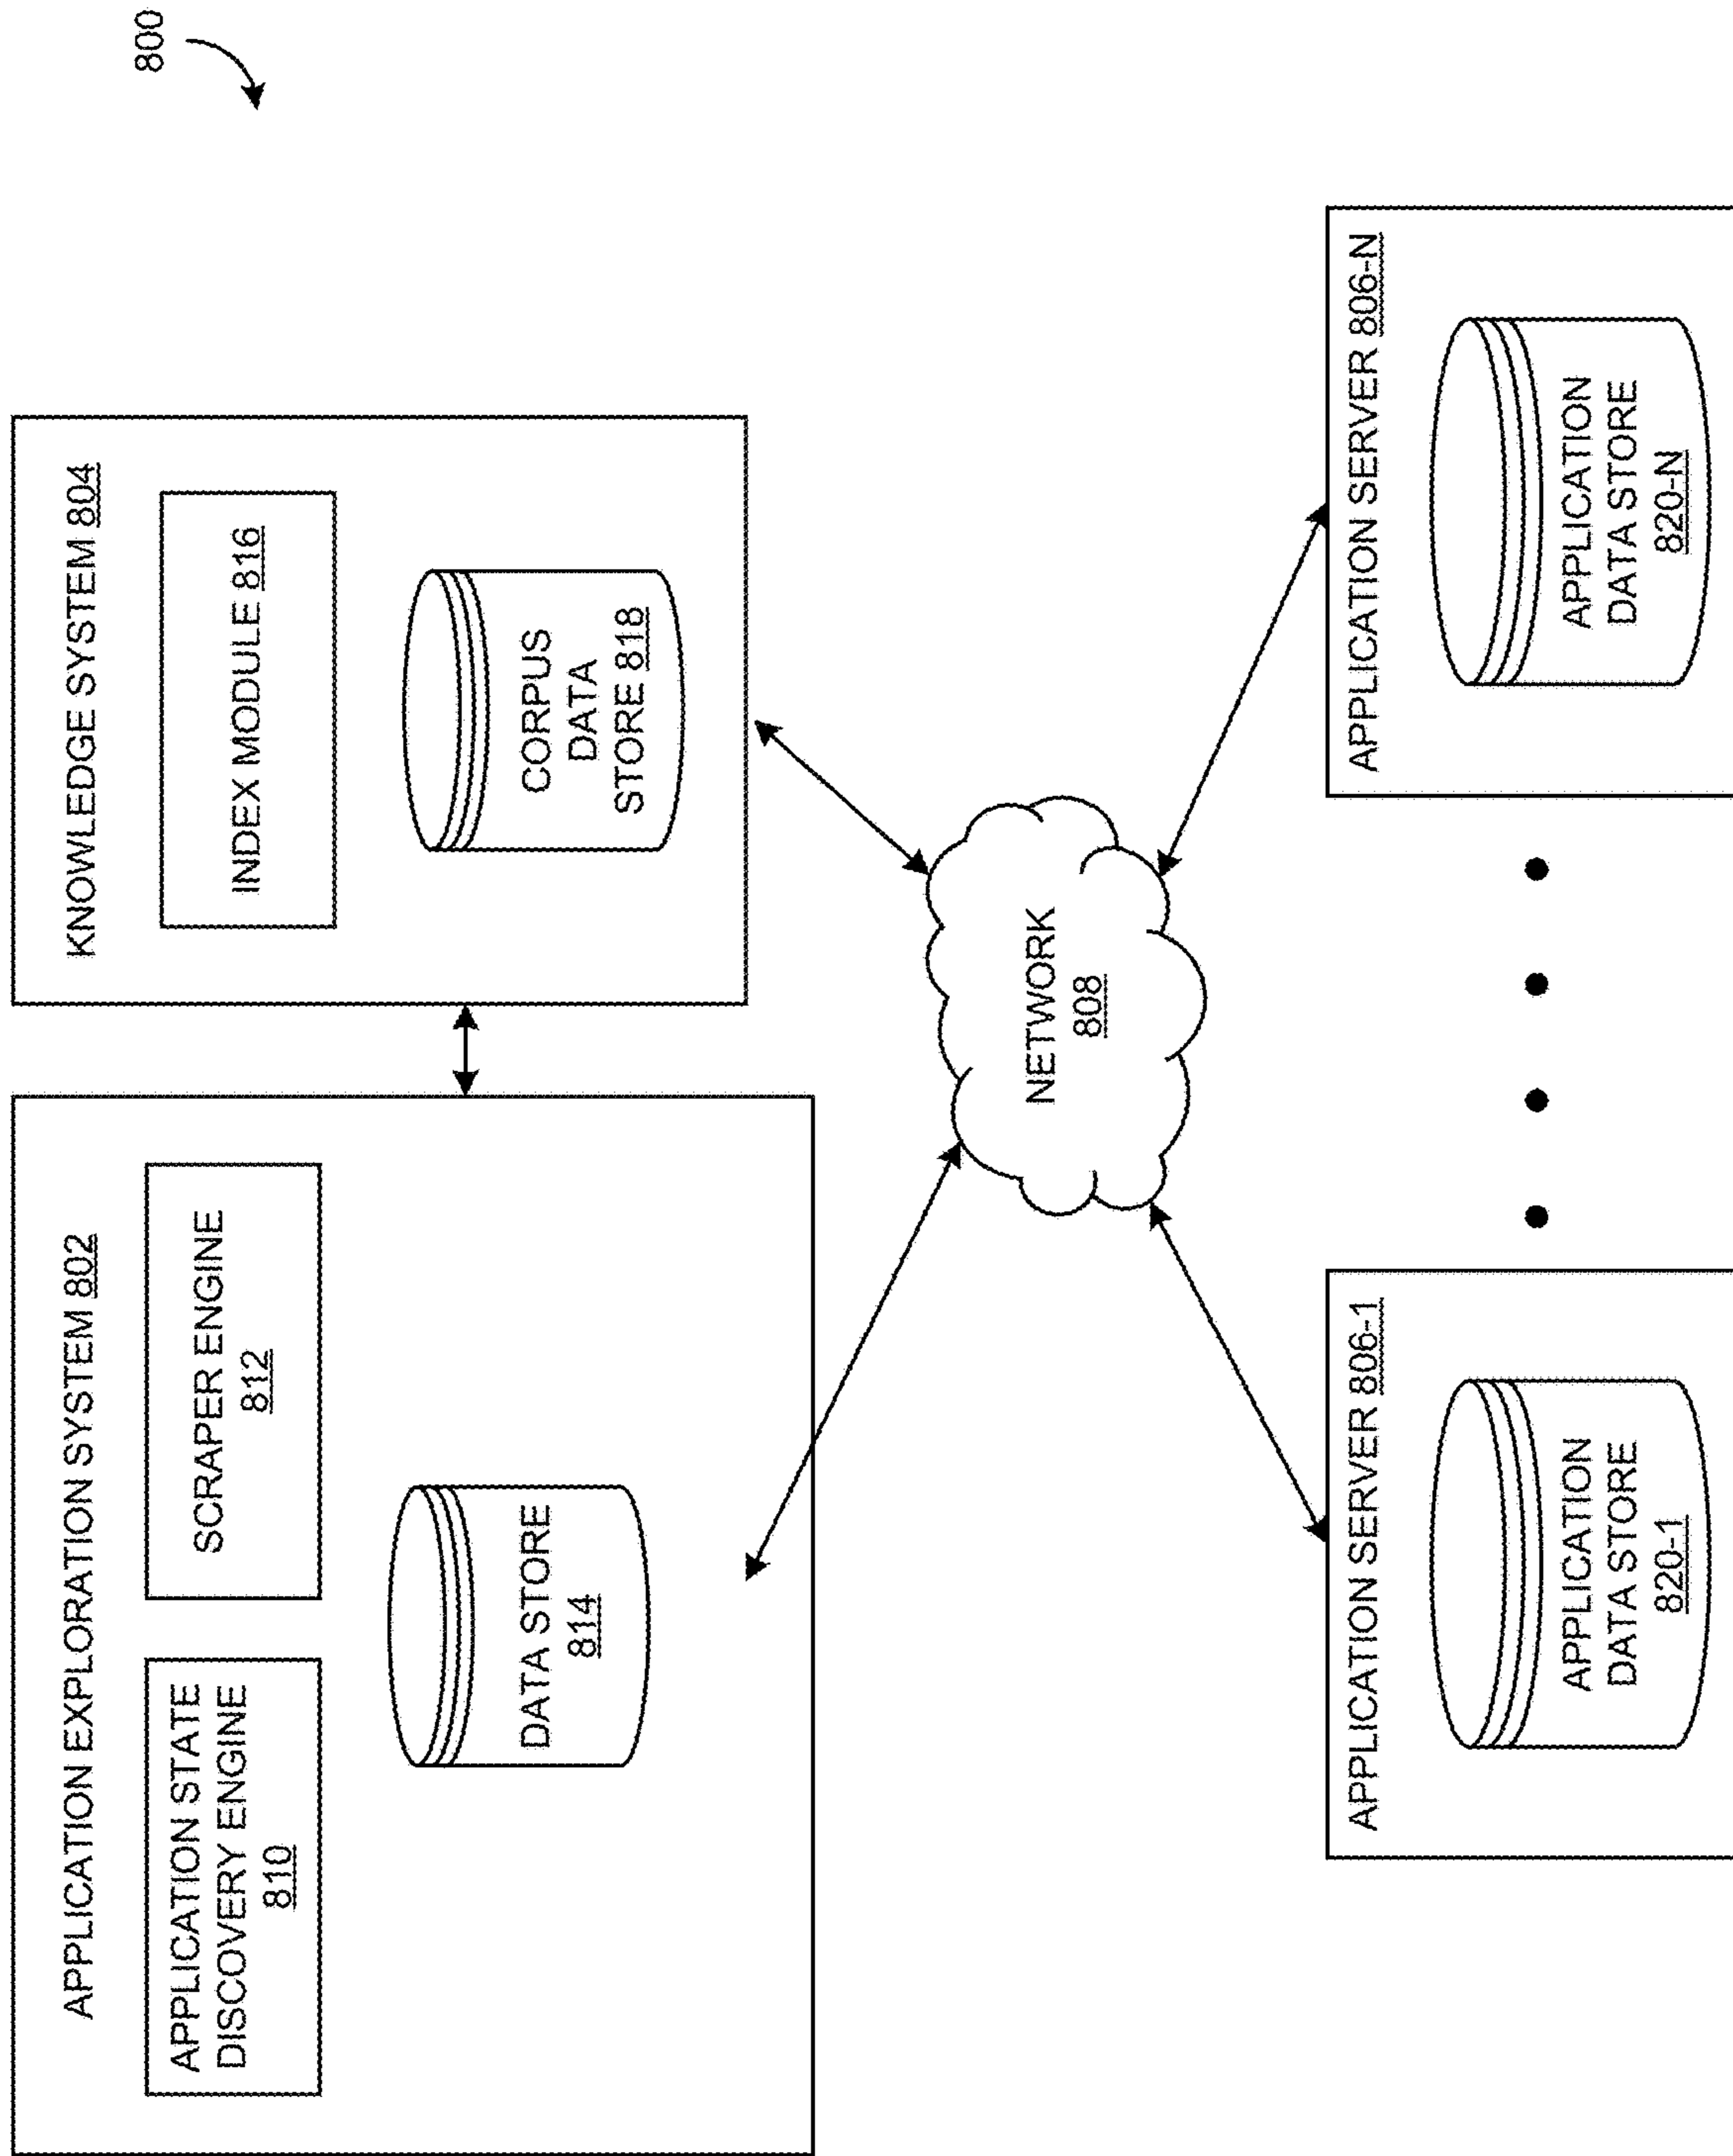 800
APPLICATION EXPLORATION SYSTEM 802
APPLICATION STATE
DISCOVERY ENGINE
810
SCRAPER ENGINE
812
DATA STORE
814
KNOWLEDGE SYSTEM 804
INDEX MODULE 816
CORPUS
DATA
STORE 818
NETWORK
808
APPLICATION SERVER 806-1
APPLICATION
DATA STORE
820-1
APPLICATION SERVER 806-N
APPLICATION
DATA STORE
820-N